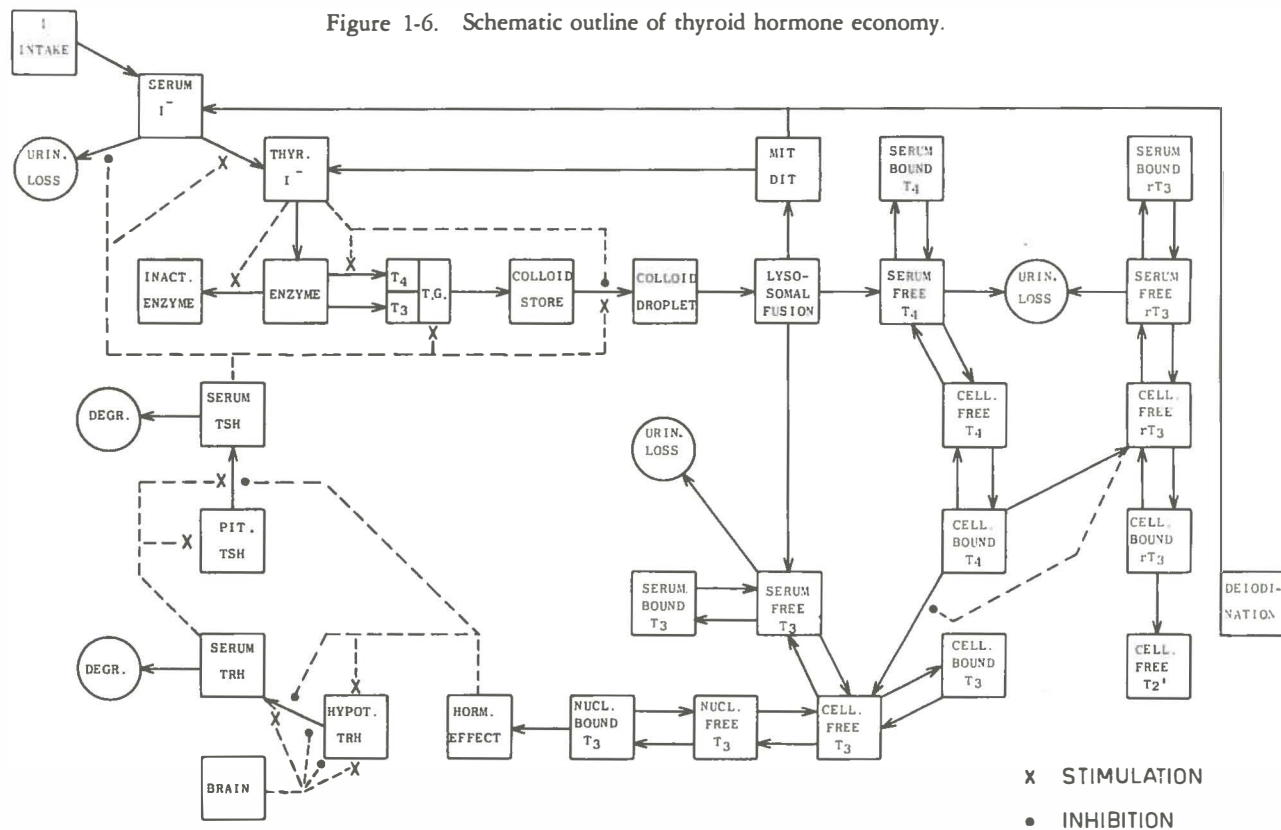 Figure 1-6. Schematic outline of thyroid hormone economy.
I
INTAKE
SERUM
I⁻
URIN.
LOSS
THYR.
I⁻
MIT
DIT
SERUM
BOUND
T₄
SERUM
BOUND
rT₃
INACT.
ENZYME
ENZYME
T₄
T₃
T.G.
COLLOID
STORE
COLLOID
DROPLET
LYSO-
SOMAL
FUSION
SERUM
FREE
T₄
URIN.
LOSS
SERUM
FREE
rT₃
DEGR.
SERUM
TSH
URIN.
LOSS
CELL.
FREE
T₄
CELL.
FREE
rT₃
PIT.
TSH
CELL.
BOUND
T₄
CELL.
BOUND
rT₃
SERUM
BOUND
T₃
SERUM
FREE
T₃
DEIODI-
NATION
DEGR.
SERUM
TRH
CELL.
BOUND
T₃
CELL.
FREE
T₂'
HYPOT.
TRH
HORM.
EFFECT
NUCL.
BOUND
T₃
NUCL.
FREE
T₃
CELL.
FREE
T₃
BRAIN
X STIMULATION
• INHIBITION